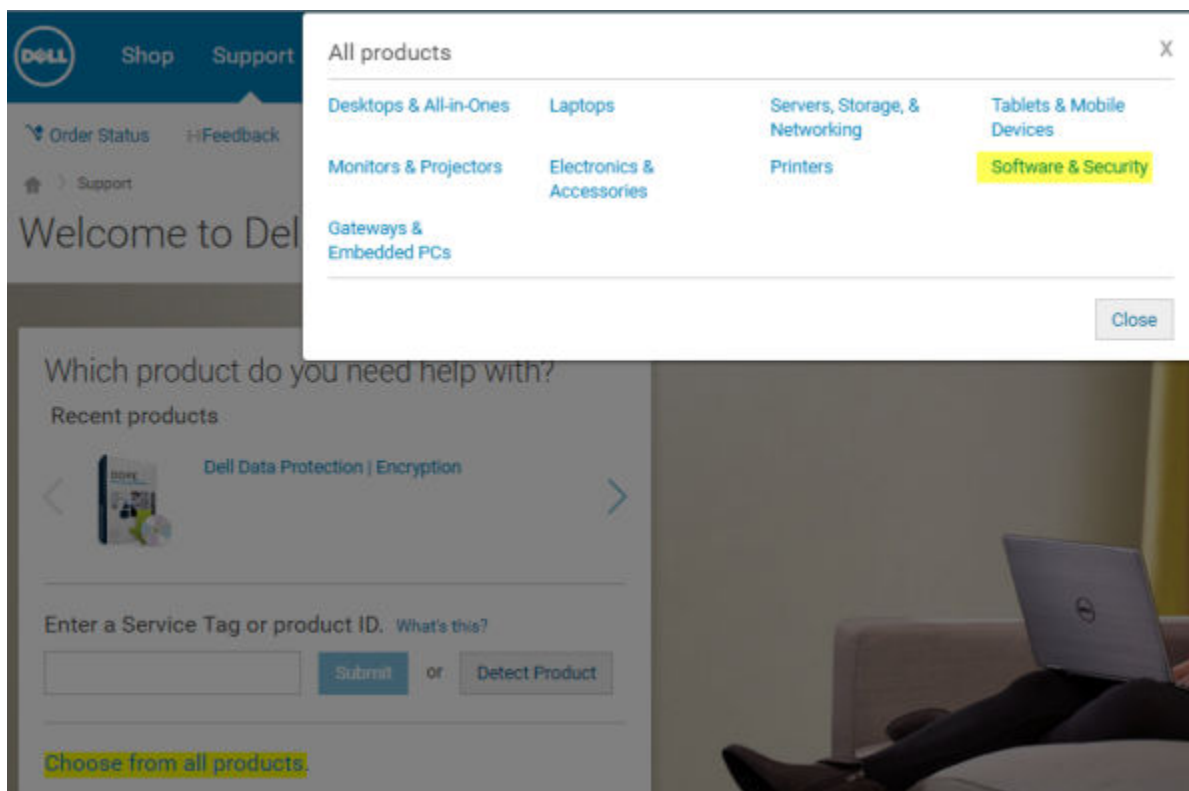 DELL
Shop
Support
Order Status
Feedback
Support
Welcome to Del
All products
X
Desktops & All-in-Ones
Laptops
Servers, Storage, &
Networking
Tablets & Mobile
Devices
Monitors & Projectors
Electronics &
Accessories
Printers
Software & Security
Gateways &
Embedded PCs
Close
Which product do you need help with?
Recent products
Dell Data Protection | Encryption
Enter a Service Tag or product ID. What's this?
Submit or Detect Product
Choose from all products.